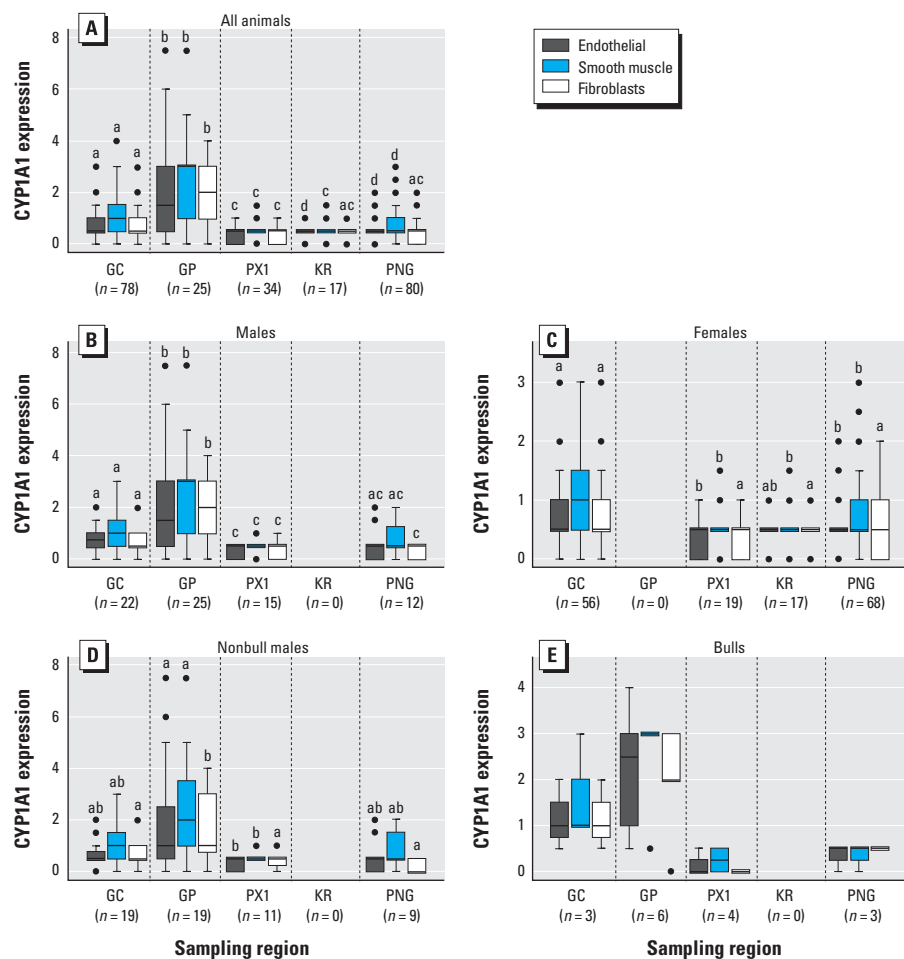 A
All animals
8
6
4
2
0
CYP1A1 expression
a a a
b b b
c c c
d c ac
d d ac
GC GP PX1 KR PNG
(n = 78) (n = 25) (n = 34) (n = 17) (n = 80)
Endothelial
Smooth muscle
Fibroblasts
B
Males
8
6
4
2
0
CYP1A1 expression
a a a
b b b
c c c
ac ac c
GC GP PX1 KR PNG
(n = 22) (n = 25) (n = 15) (n = 0) (n = 12)
C
Females
3
2
1
0
CYP1A1 expression
a a
b b a
ab b a
b b a
GC GP PX1 KR PNG
(n = 56) (n = 0) (n = 19) (n = 17) (n = 68)
D
Nonbull males
8
6
4
2
0
CYP1A1 expression
ab ab a
a a b
b b a
ab ab a
GC GP PX1 KR PNG
(n = 19) (n = 19) (n = 11) (n = 0) (n = 9)
Sampling region
E
Bulls
4
3
2
1
0
CYP1A1 expression
GC GP PX1 KR PNG
(n = 3) (n = 6) (n = 4) (n = 0) (n = 3)
Sampling region